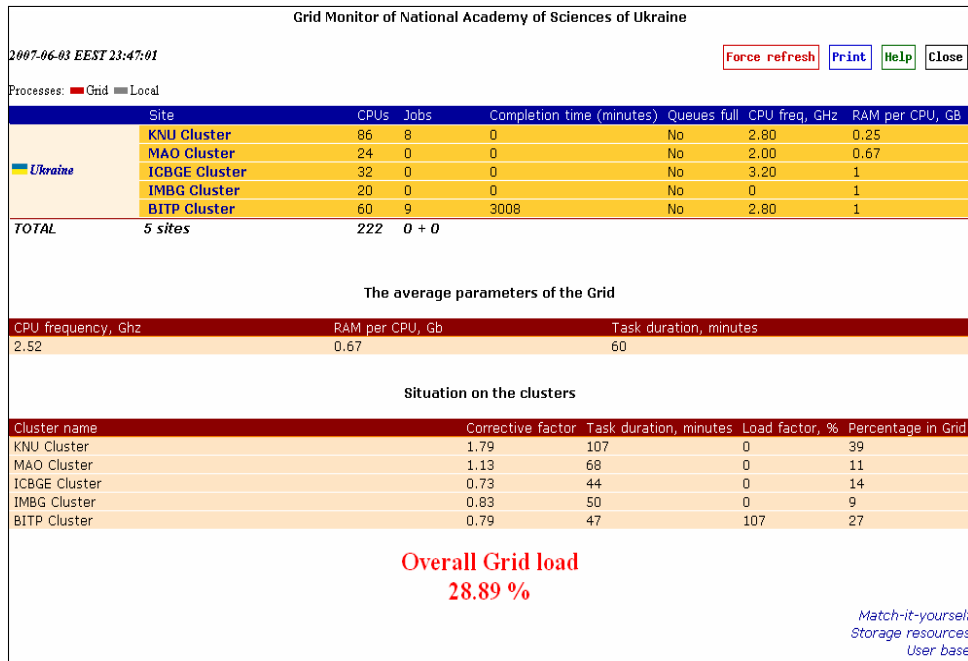 Grid Monitor of National Academy of Sciences of Ukraine
2007-06-03 EEST 23:47:01
Force refresh Print Help Close
Processes: Grid Local
Site CPUs Jobs Completion time (minutes) Queues full CPU freq, GHz RAM per CPU, GB
Ukraine
KNU Cluster 86 8 0 No 2.80 0.25
MAO Cluster 24 0 0 No 2.00 0.67
ICBGE Cluster 32 0 0 No 3.20 1
IMBG Cluster 20 0 0 No 0 1
BITP Cluster 60 9 3008 No 2.80 1
TOTAL 5 sites 222 0 + 0
The average parameters of the Grid
CPU frequency, Ghz RAM per CPU, Gb Task duration, minutes
2.52 0.67 60
Situation on the clusters
Cluster name Corrective factor Task duration, minutes Load factor, % Percentage in Grid
KNU Cluster 1.79 107 0 39
MAO Cluster 1.13 68 0 11
ICBGE Cluster 0.73 44 0 14
IMBG Cluster 0.83 50 0 9
BITP Cluster 0.79 47 107 27
Overall Grid load
28.89 %
Match-it-yourself
Storage resources
User base